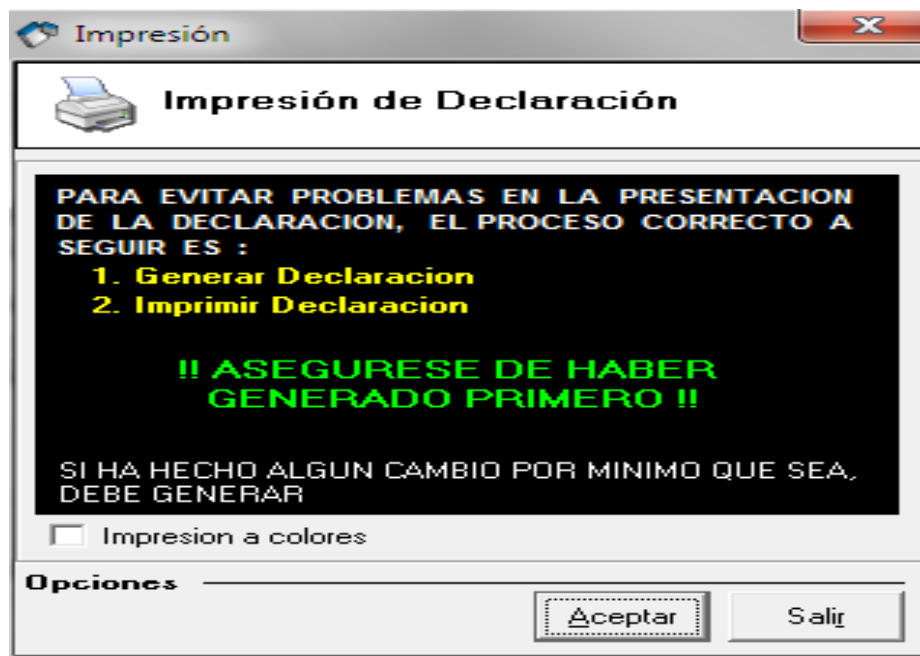 Impresión
Impresión de Declaración
PARA EVITAR PROBLEMAS EN LA PRESENTACION
DE LA DECLARACION, EL PROCESO CORRECTO A
SEGUIR ES :
1. Generar Declaracion
2. Imprimir Declaracion
!! ASEGURESE DE HABER
GENERADO PRIMERO !!
SI HA HECHO ALGUN CAMBIO POR MINIMO QUE SEA,
DEBE GENERAR
Impresion a colores
Opciones
Aceptar Salir